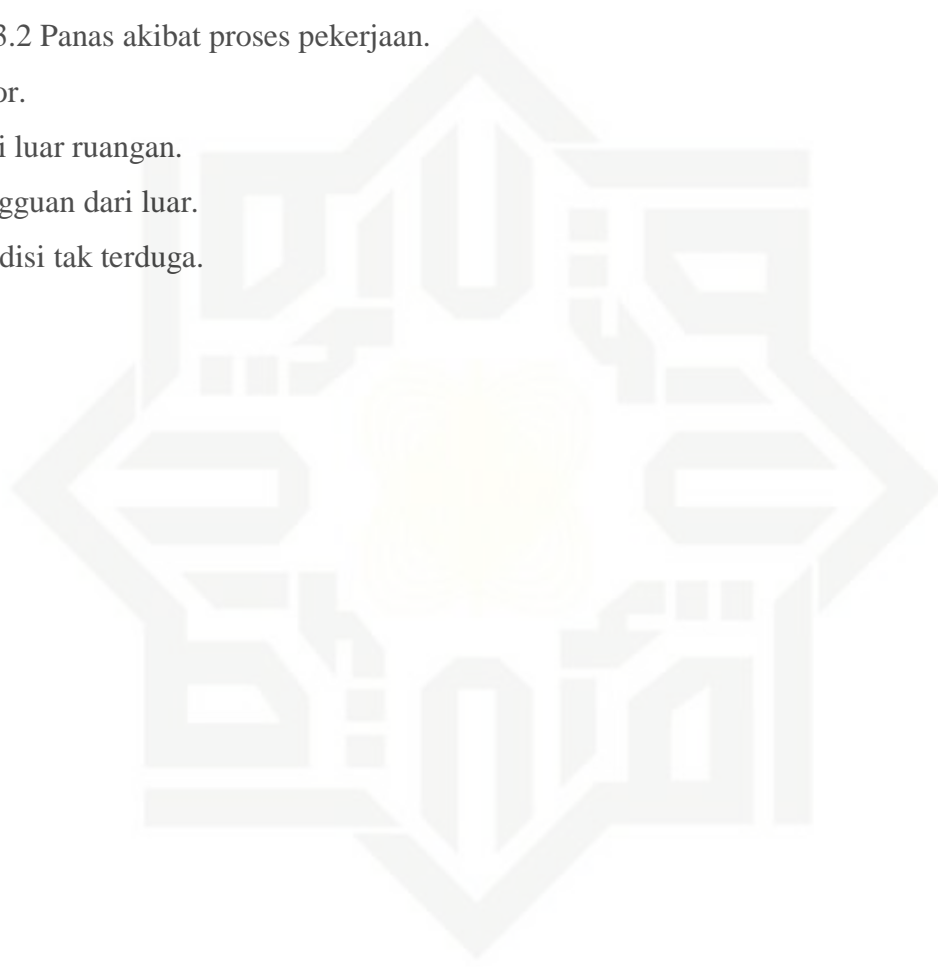 3.2 Panas akibat proses pekerjaan.
or.
i luar ruangan.
gguan dari luar.
disi tak terduga.